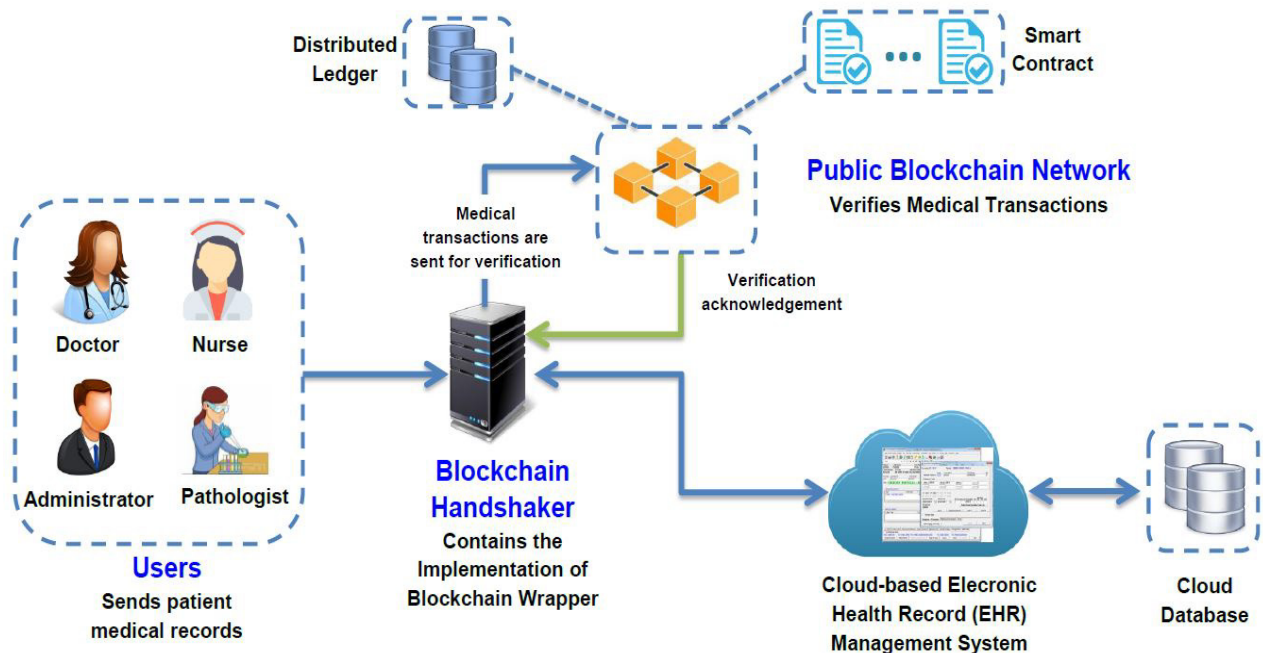 Distributed
Ledger
Smart
Contract
Public Blockchain Network
Verifies Medical Transactions
Medical
transactions are
sent for verification
Verification
acknowledgement
Doctor
Nurse
Administrator
Pathologist
Users
Sends patient
medical records
Blockchain
Handshaker
Contains the
Implementation of
Blockchain Wrapper
Cloud-based Elecronic
Health Record (EHR)
Management System
Cloud
Database